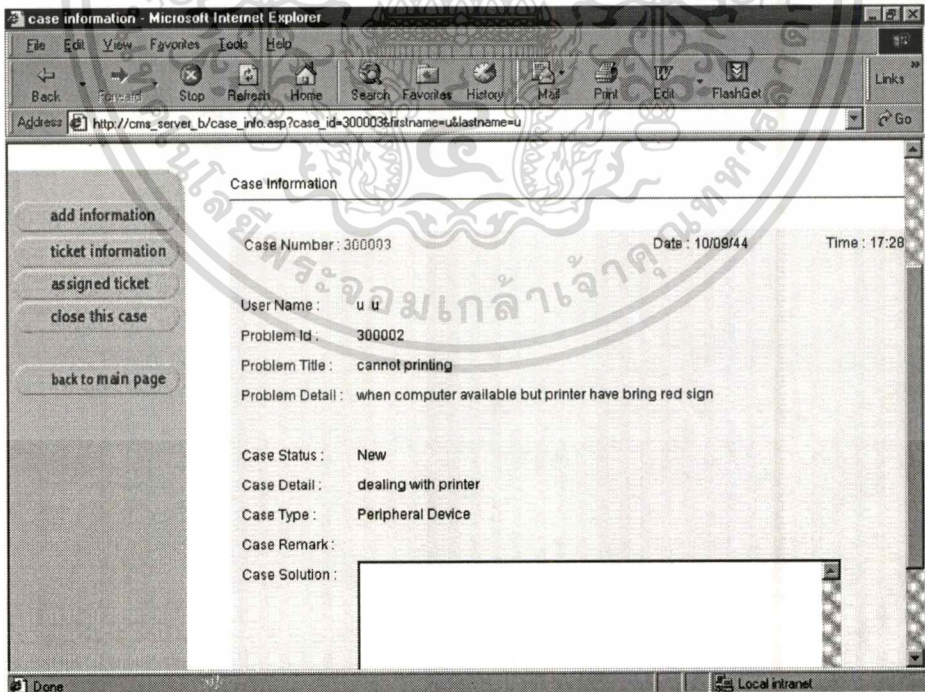 case information - Microsoft Internet Explorer
File Edit View Favorites Tools Help
Back Forward Stop Refresh Home Search Favorites History Mail Print Edit FlashGet Links
Address http://cms_server_b/case_info.asp?case_id=300003&firstname=u&lastname=u Go
add information
ticket information
assigned ticket
close this case
back to main page
Case Information
Case Number : 300003 Date : 10/09/44 Time : 17:28
User Name : u u
Problem Id : 300002
Problem Title : cannot printing
Problem Detail : when computer available but printer have bring red sign
Case Status : New
Case Detail : dealing with printer
Case Type : Peripheral Device
Case Remark :
Case Solution :
Done Local intranet